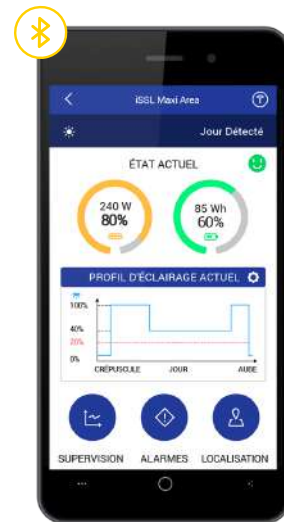 iSSL Maxi Area
Jour Détecté
ÉTAT ACTUEL
240 W
80%
85 Wh
60%
PROFIL D'ÉCLAIRAGE ACTUEL
100%
40%
20%
0%
CRÉPUSCULE JOUR AUBE
SUPERVISION ALARMES LOCALISATION